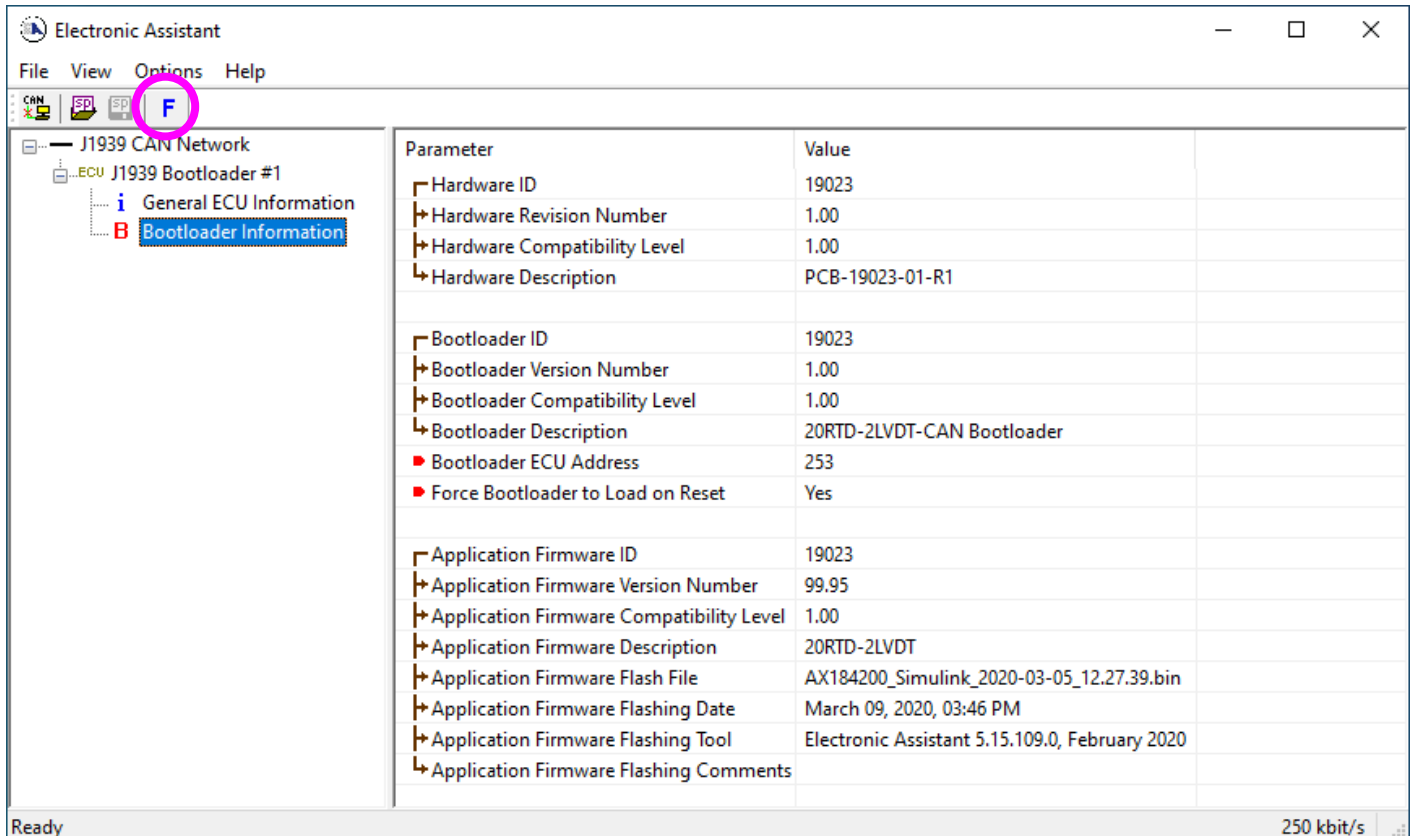 Electronic Assistant
File View Options Help
CAN SP SP F
J1939 CAN Network
ECU J1939 Bootloader #1
i General ECU Information
B Bootloader Information
Parameter Value
Hardware ID 19023
Hardware Revision Number 1.00
Hardware Compatibility Level 1.00
Hardware Description PCB-19023-01-R1
Bootloader ID 19023
Bootloader Version Number 1.00
Bootloader Compatibility Level 1.00
Bootloader Description 20RTD-2LVDT-CAN Bootloader
Bootloader ECU Address 253
Force Bootloader to Load on Reset Yes
Application Firmware ID 19023
Application Firmware Version Number 99.95
Application Firmware Compatibility Level 1.00
Application Firmware Description 20RTD-2LVDT
Application Firmware Flash File AX184200_Simulink_2020-03-05_12.27.39.bin
Application Firmware Flashing Date March 09, 2020, 03:46 PM
Application Firmware Flashing Tool Electronic Assistant 5.15.109.0, February 2020
Application Firmware Flashing Comments
Ready 250 kbit/s